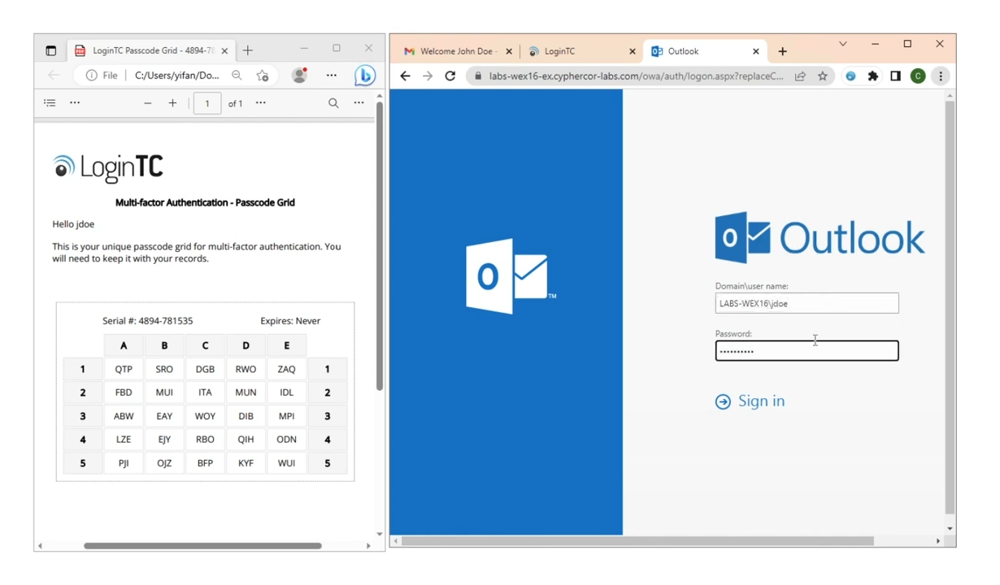 LoginTC Passcode Grid - 4894-78
File | C:/Users/yifan/Do...
1 of 1
LoginTC
Multi-factor Authentication - Passcode Grid
Hello jdoe
This is your unique passcode grid for multi-factor authentication. You
will need to keep it with your records.
Serial #: 4894-781535 Expires: Never
A B C D E
1 QTP SRO DGB RWO ZAQ 1
2 FBD MUI ITA MUN IDL 2
3 ABW EAY WOY DIB MPI 3
4 LZE EJY RBO QIH ODN 4
5 PJI OJZ BFP KYF WUI 5
Welcome John Doe - LoginTC Outlook
labs-wex16-ex.cyphercor-labs.com/owa/auth/logon.aspx?replaceC...
C
O
TM
O Outlook
Domain\user name:
LABS-WEX16\jdoe
Password:
••••••••••
Sign in